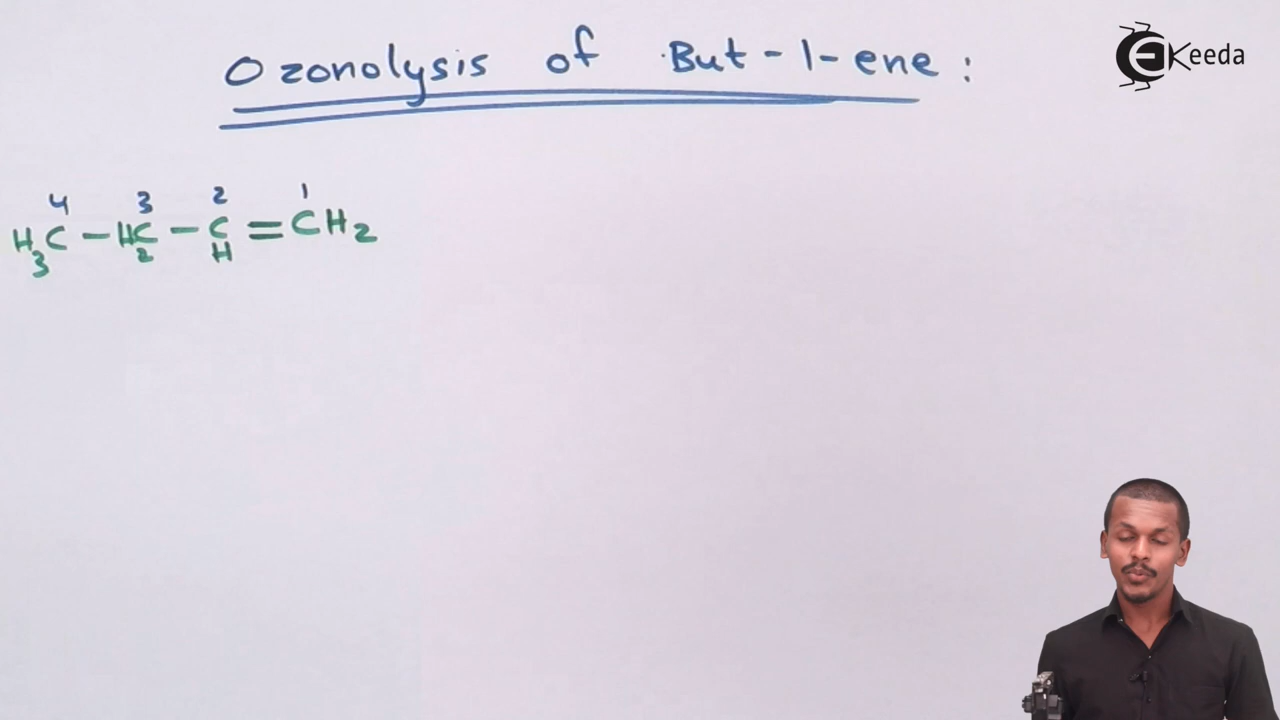 Ozonolysis of But-1-ene:
EKeeda
4 3 2 1
H3C - H2C - CH = CH2